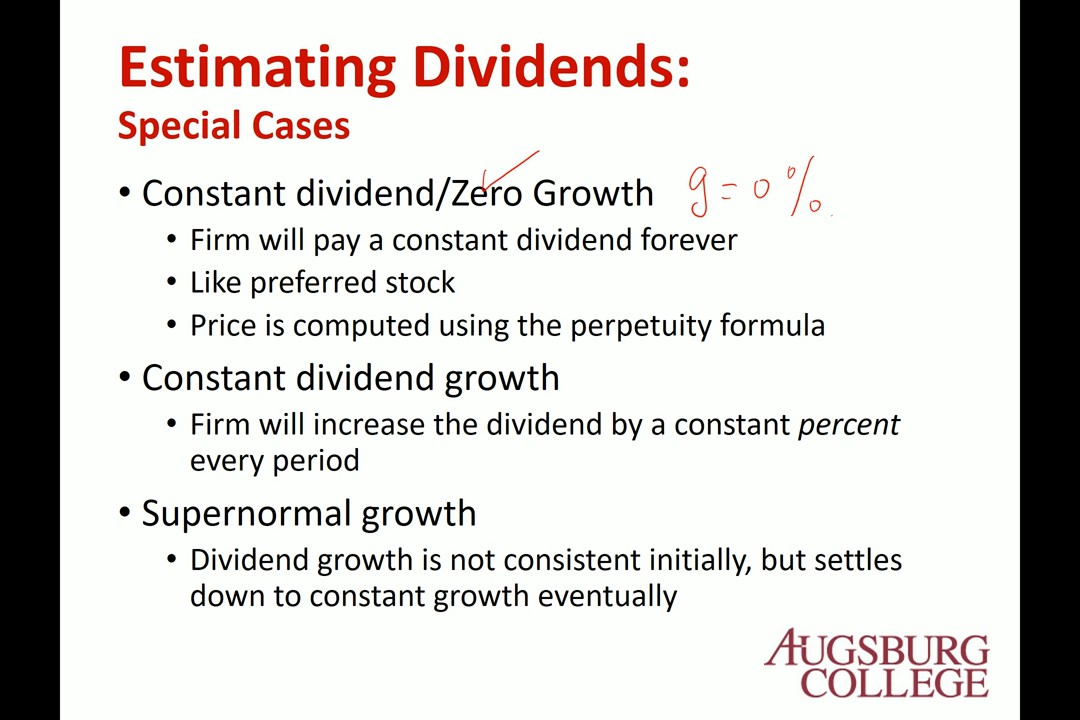 Estimating Dividends:
Special Cases
• Constant dividend/Zero Growth g = 0 %
• Firm will pay a constant dividend forever
• Like preferred stock
• Price is computed using the perpetuity formula
• Constant dividend growth
• Firm will increase the dividend by a constant percent
every period
• Supernormal growth
• Dividend growth is not consistent initially, but settles
down to constant growth eventually
AUGSBURG
COLLEGE